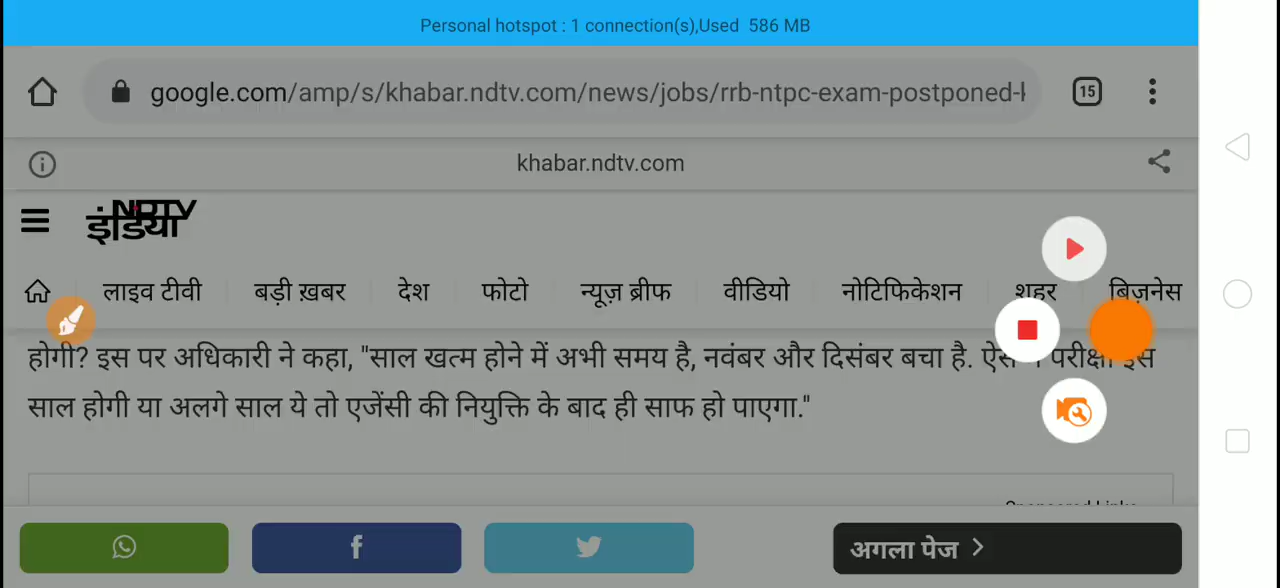 Personal hotspot : 1 connection(s),Used 586 MB
google.com/amp/s/khabar.ndtv.com/news/jobs/rrb-ntpc-exam-postponed-
15
khabar.ndtv.com
NDTV
इंडिया
लाइव टीवी बड़ी ख़बर देश फोटो न्यूज़ ब्रीफ वीडियो नोटिफिकेशन शहर बिज़नेस
होगी? इस पर अधिकारी ने कहा, "साल खत्म होने में अभी समय है, नवंबर और दिसंबर बचा है. परीक्षा इस
साल होगी या अलगे साल ये तो एजेंसी की नियुक्ति के बाद ही साफ हो पाएगा."
अगला पेज